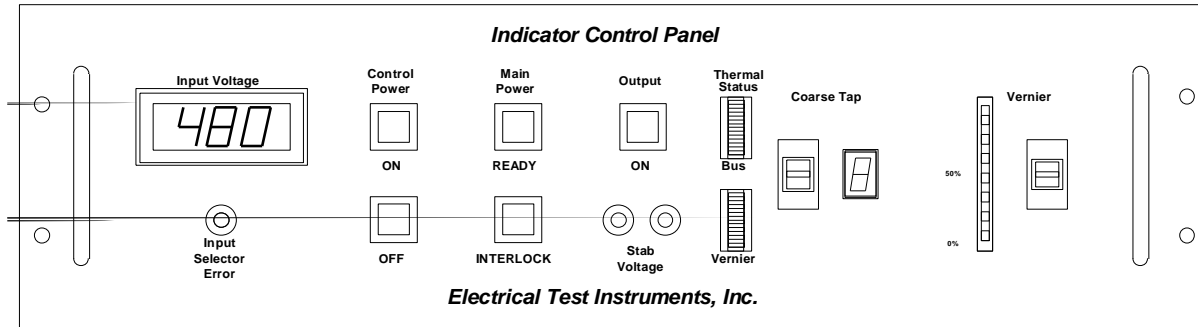 Indicator Control Panel
Input Voltage
480
Control
Power
ON
OFF
Main
Power
READY
INTERLOCK
Output
ON
Thermal
Status
Bus
Vernier
Coarse Tap
Vernier
50%
0%
Input
Selector
Error
Stab
Voltage
Electrical Test Instruments, Inc.